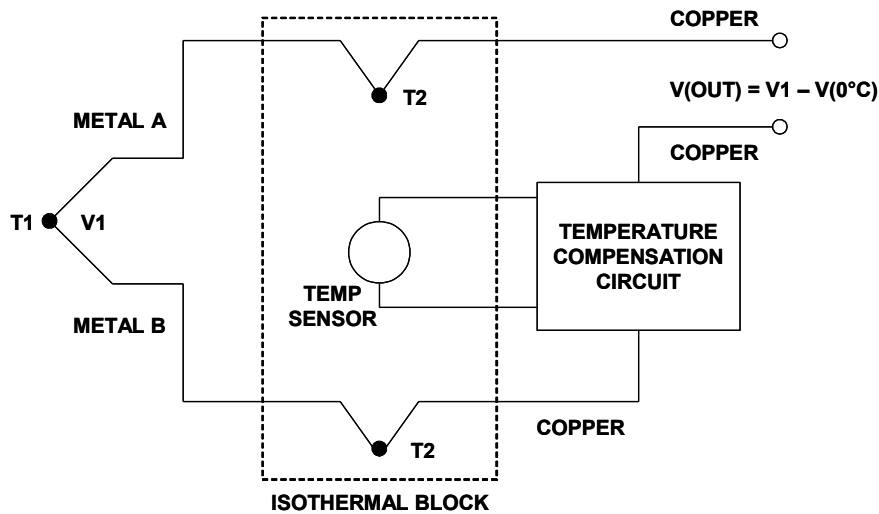 COPPER
T2
V(OUT) = V1 – V(0°C)
METAL A
COPPER
T1
V1
TEMPERATURE
COMPENSATION
CIRCUIT
TEMP
SENSOR
METAL B
COPPER
T2
ISOTHERMAL BLOCK